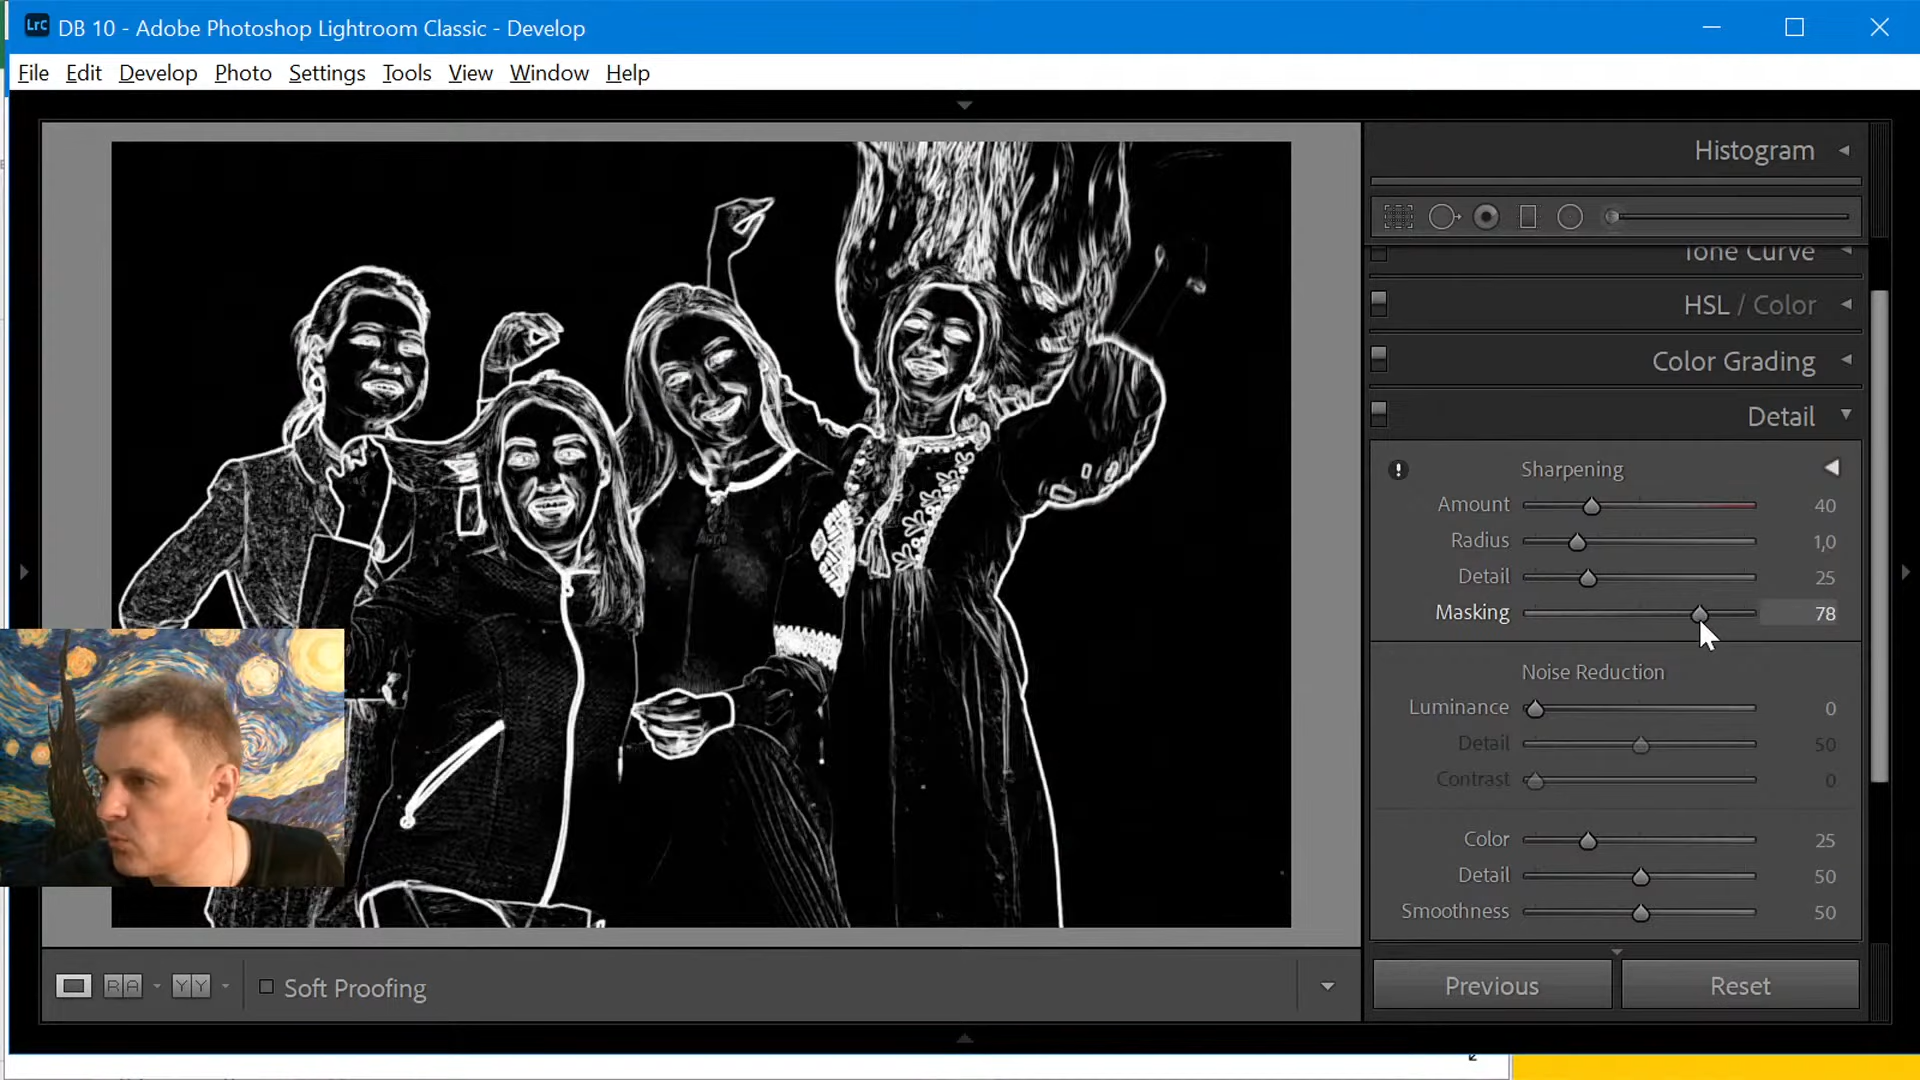 Lrc DB 10 - Adobe Photoshop Lightroom Classic - Develop
File Edit Develop Photo Settings Tools View Window Help
Histogram
Tone Curve
HSL / Color
Color Grading
Detail
Sharpening
Amount 40
Radius 1,0
Detail 25
Masking 78
Noise Reduction
Luminance 0
Detail 50
Contrast 0
Color 25
Detail 50
Smoothness 50
R A Y Y Soft Proofing
Previous Reset